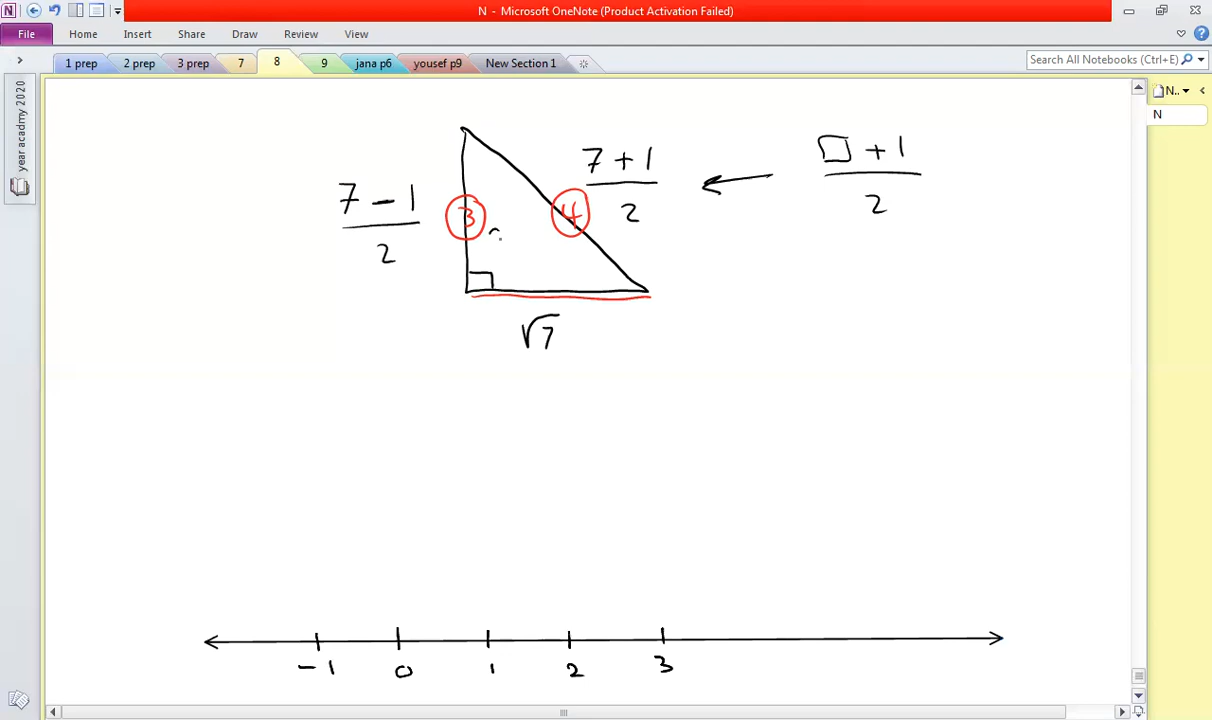 N - Microsoft OneNote (Product Activation Failed)
File Home Insert Share Draw Review View
1 prep 2 prep 3 prep 7 8 9 jana p6 yousef p9 New Section 1
Search All Notebooks (Ctrl+E)
N..
N
year acadmy 2020
7 - 1
2
3
4
7 + 1
2
□ + 1
2
√7
-1 0 1 2 3